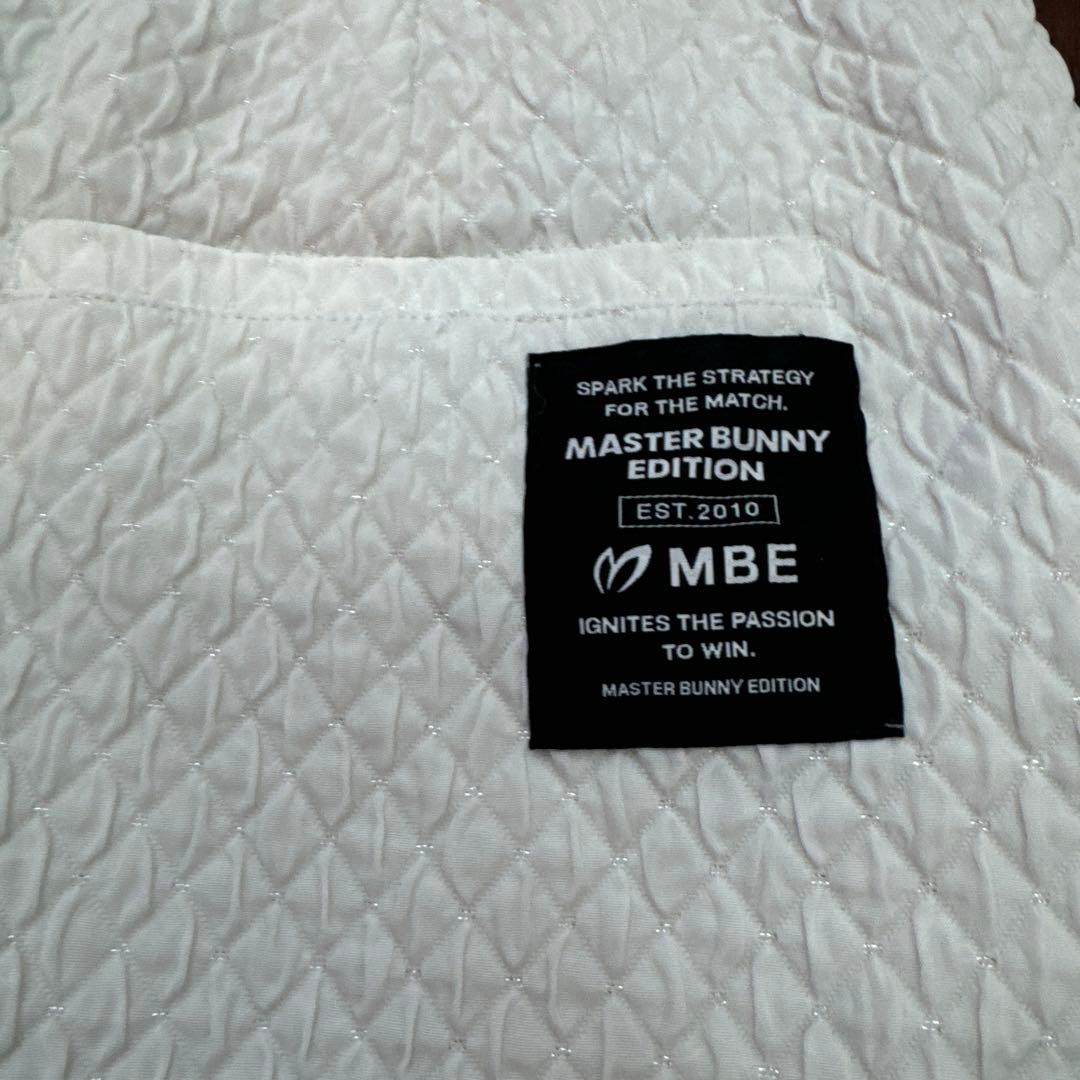 SPARK THE STRATEGY
FOR THE MATCH.
MASTER BUNNY
EDITION
EST.2010
MBE
IGNITES THE PASSION
TO WIN.
MASTER BUNNY EDITION